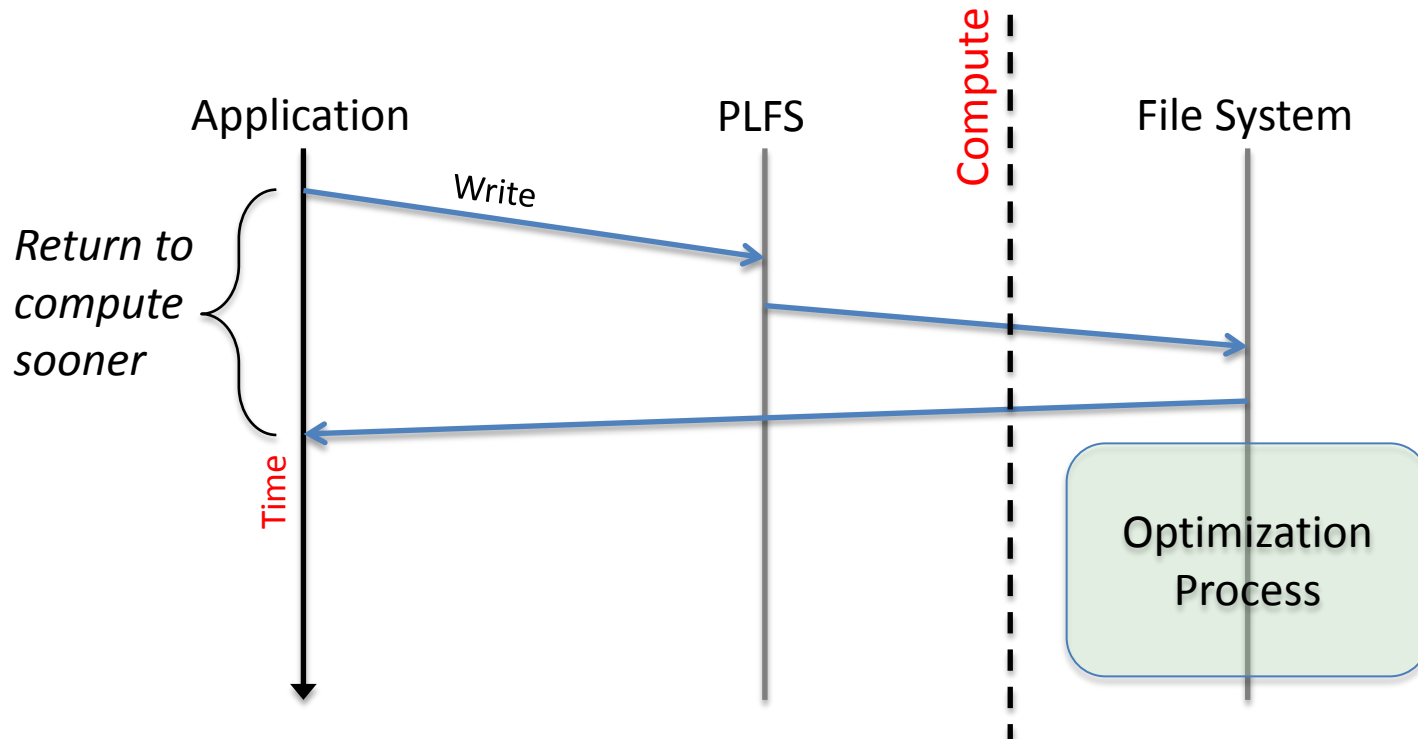 Compute
Application
PLFS
File System
Write
Return to
compute
sooner
Time
Optimization
Process